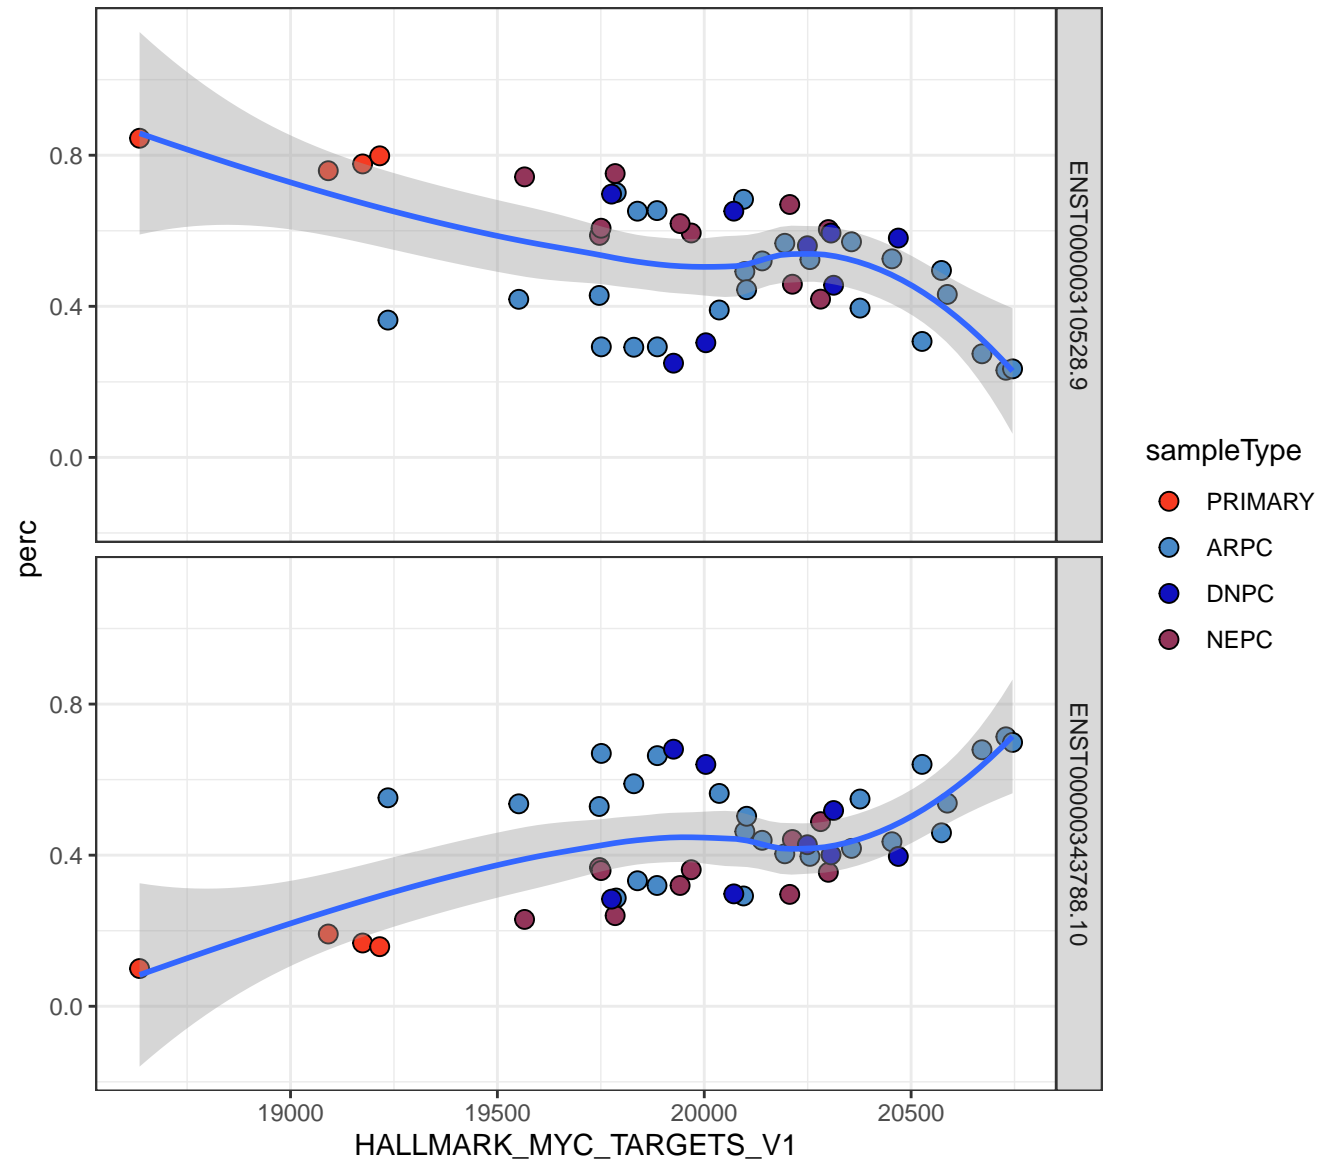 0.8
0.4
0.0
ENST00000310528.9
perc
0.8
0.4
0.0
ENST00000343788.10
19000
19500
20000
20500
HALLMARK_MYC_TARGETS_V1
sampleType
PRIMARY
ARPC
DNPC
NEPC